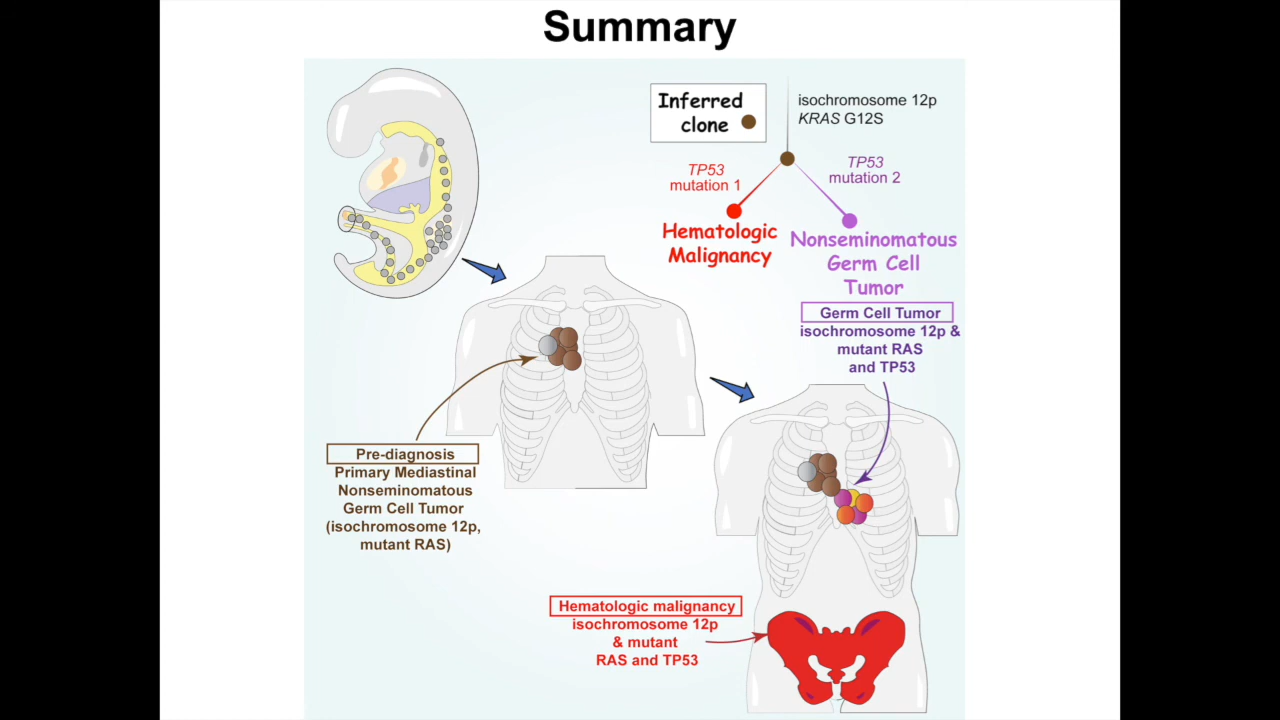 Summary
Inferred
clone
isochromosome 12p
KRAS G12S
TP53
mutation 1
TP53
mutation 2
Hematologic
Malignancy
Nonseminomatous
Germ Cell
Tumor
Germ Cell Tumor
isochromosome 12p &
mutant RAS
and TP53
Pre-diagnosis
Primary Mediastinal
Nonseminomatous
Germ Cell Tumor
(isochromosome 12p,
mutant RAS)
Hematologic malignancy
isochromosome 12p
& mutant
RAS and TP53